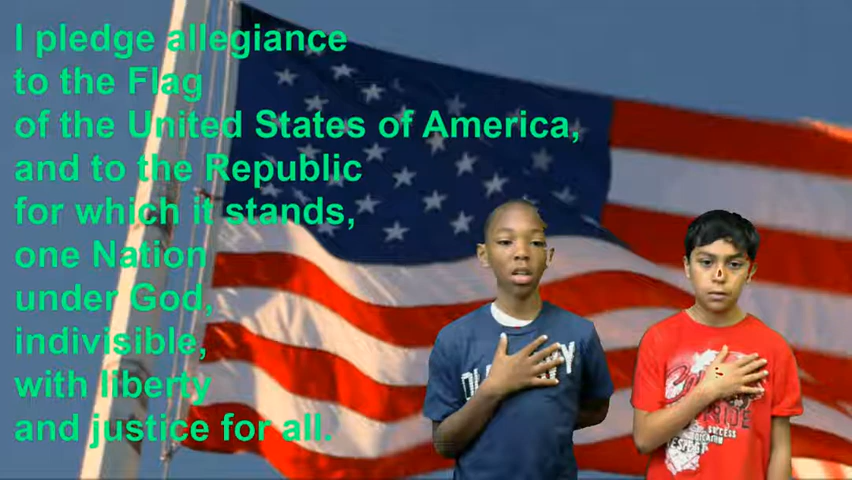 I pledge allegiance
to the Flag
of the United States of America,
and to the Republic
for which it stands,
one Nation
under God,
indivisible,
with liberty
and justice for all.
SUCCESS